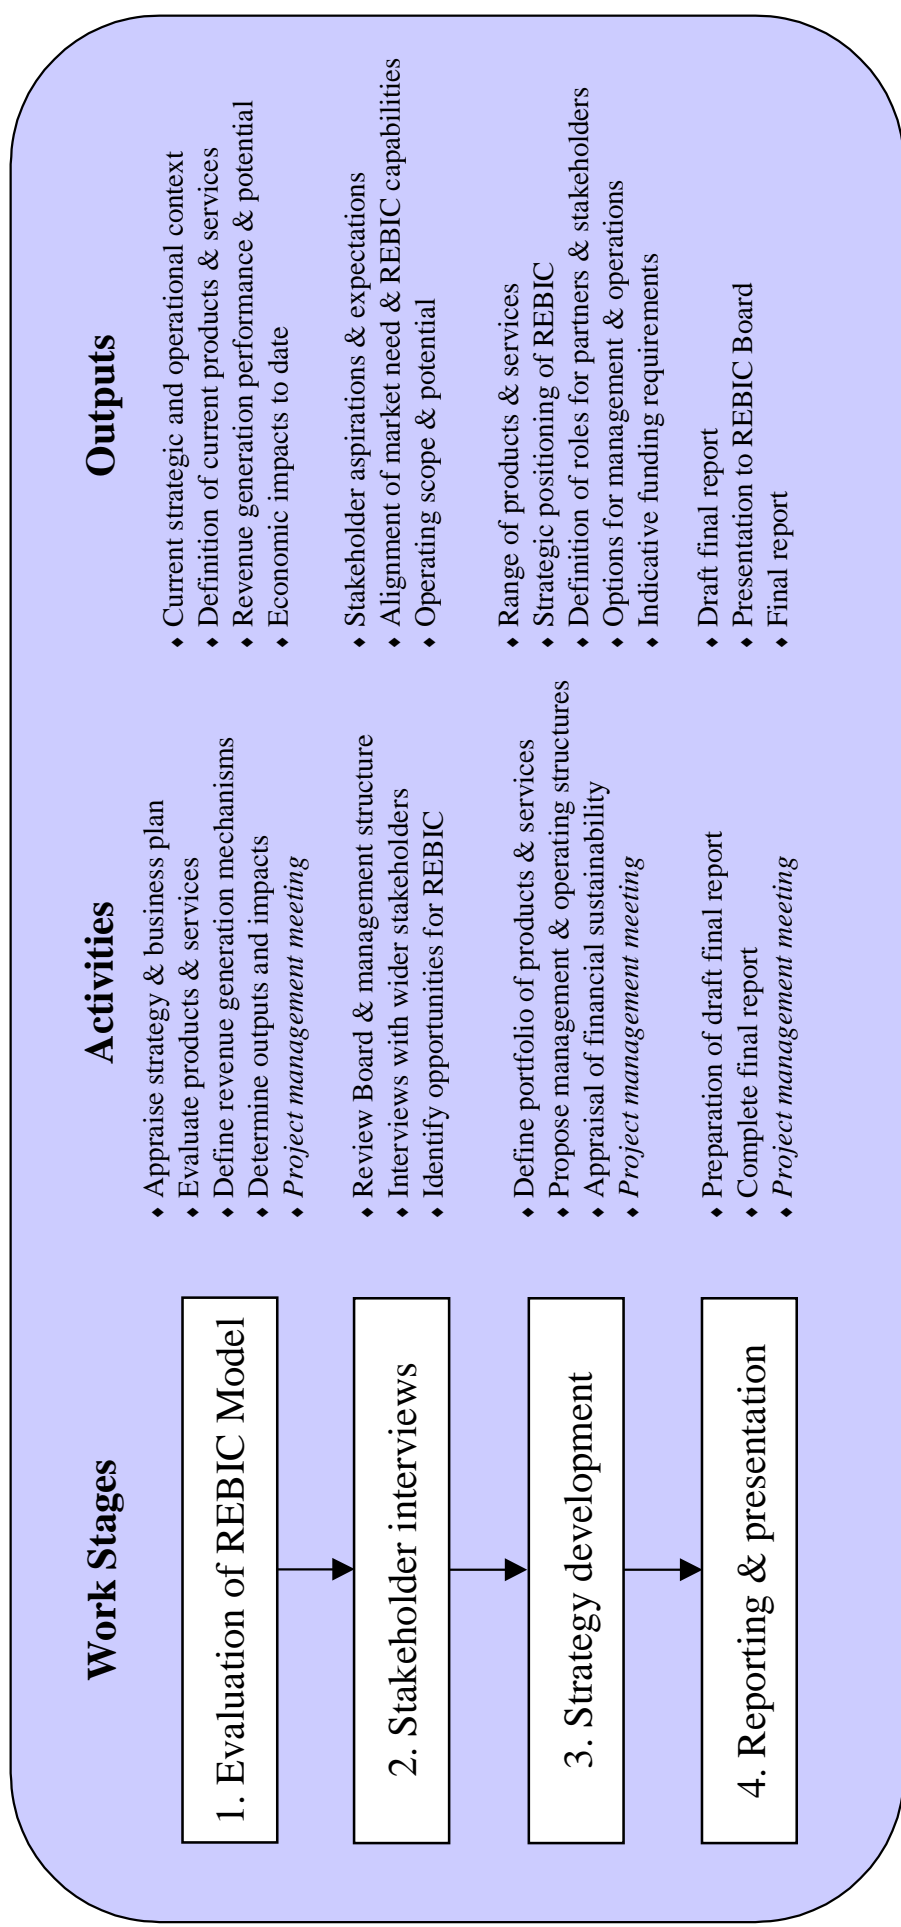 Work Stages
Activities
Outputs
1. Evaluation of REBIC Model
♦ Appraise strategy & business plan
♦ Evaluate products & services
♦ Define revenue generation mechanisms
♦ Determine outputs and impacts
♦ Project management meeting
♦ Current strategic and operational context
♦ Definition of current products & services
♦ Revenue generation performance & potential
♦ Economic impacts to date
2. Stakeholder interviews
♦ Review Board & management structure
♦ Interviews with wider stakeholders
♦ Identify opportunities for REBIC
♦ Stakeholder aspirations & expectations
♦ Alignment of market need & REBIC capabilities
♦ Operating scope & potential
3. Strategy development
♦ Define portfolio of products & services
♦ Propose management & operating structures
♦ Appraisal of financial sustainability
♦ Project management meeting
♦ Range of products & services
♦ Strategic positioning of REBIC
♦ Definition of roles for partners & stakeholders
♦ Options for management & operations
♦ Indicative funding requirements
4. Reporting & presentation
♦ Preparation of draft final report
♦ Complete final report
♦ Project management meeting
♦ Draft final report
♦ Presentation to REBIC Board
♦ Final report